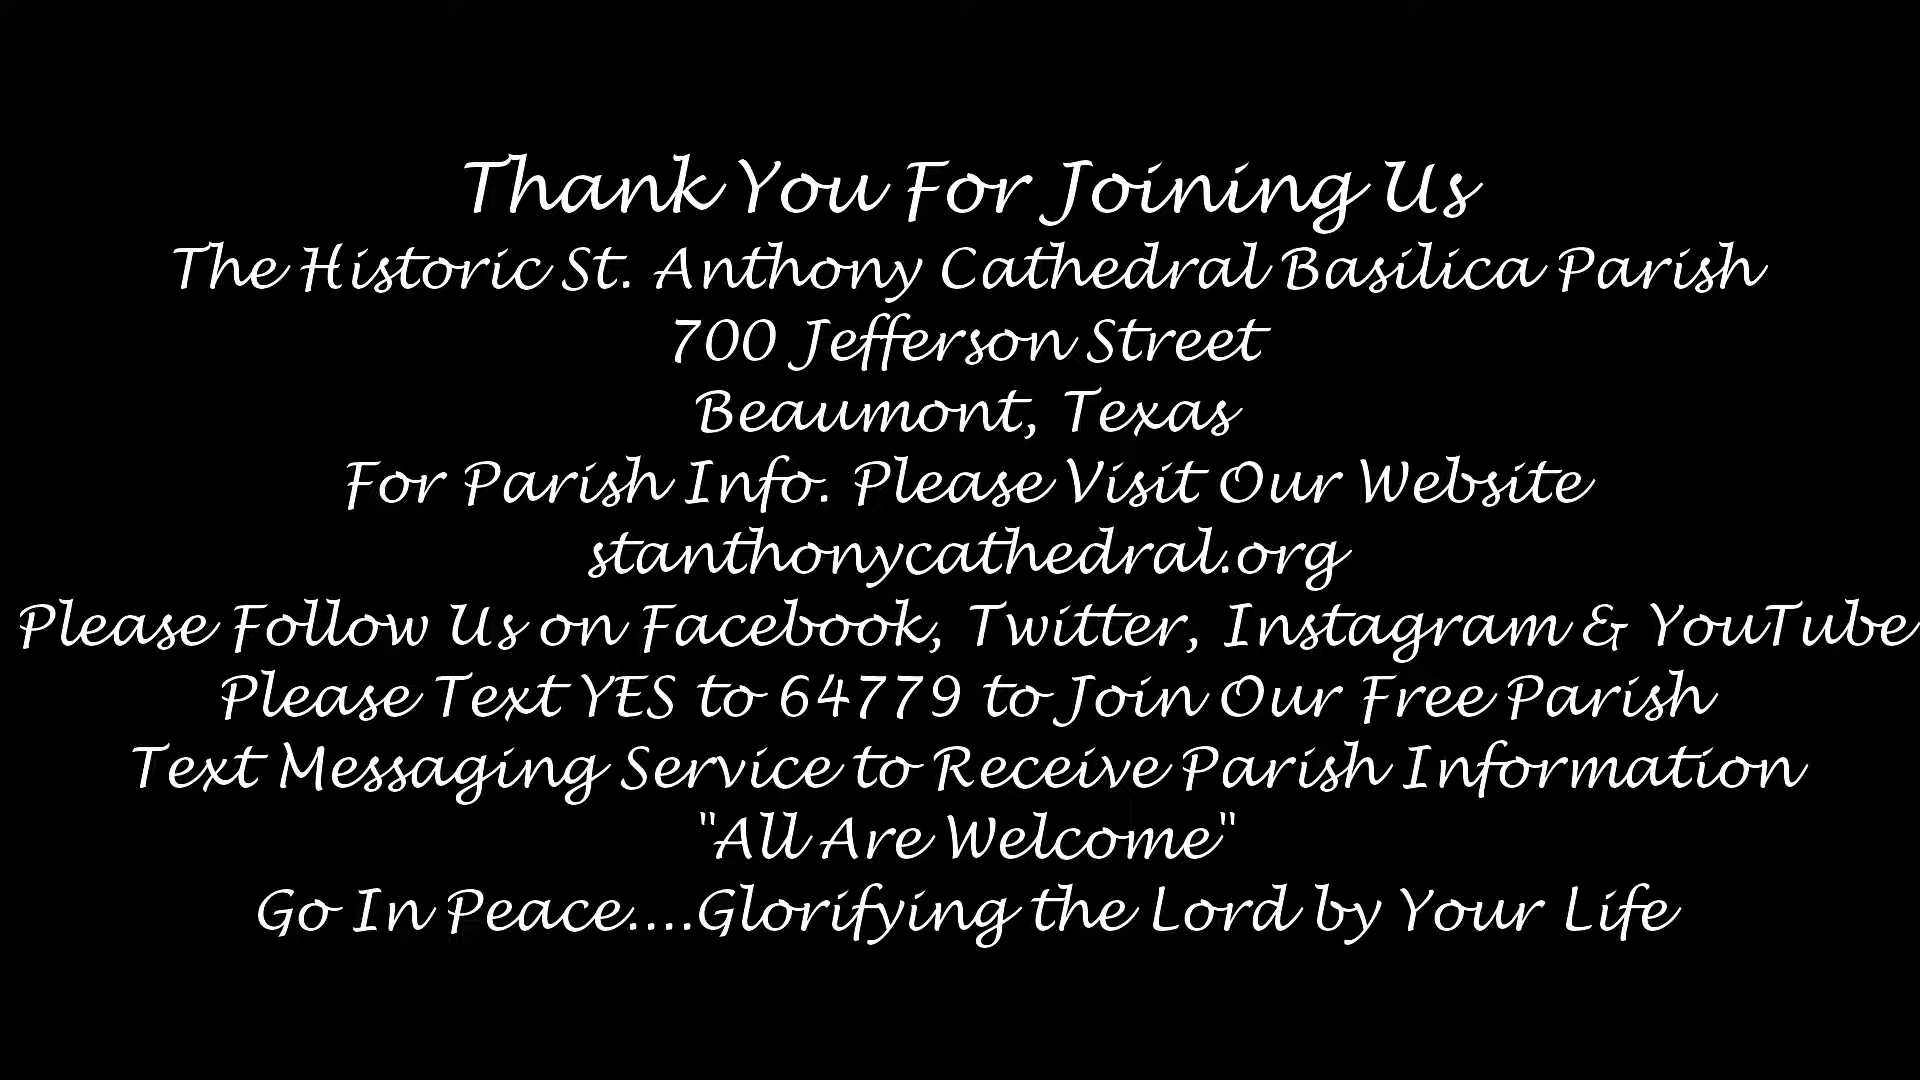 Thank You For Joining Us
The Historic St. Anthony Cathedral Basilica Parish
700 Jefferson Street
Beaumont, Texas
For Parish Info. Please Visit Our Website
stanthonycathedral.org
Please Follow Us on Facebook, Twitter, Instagram & YouTube
Please Text YES to 64779 to Join Our Free Parish
Text Messaging Service to Receive Parish Information
"All Are Welcome"
Go In Peace....Glorifying the Lord by Your Life